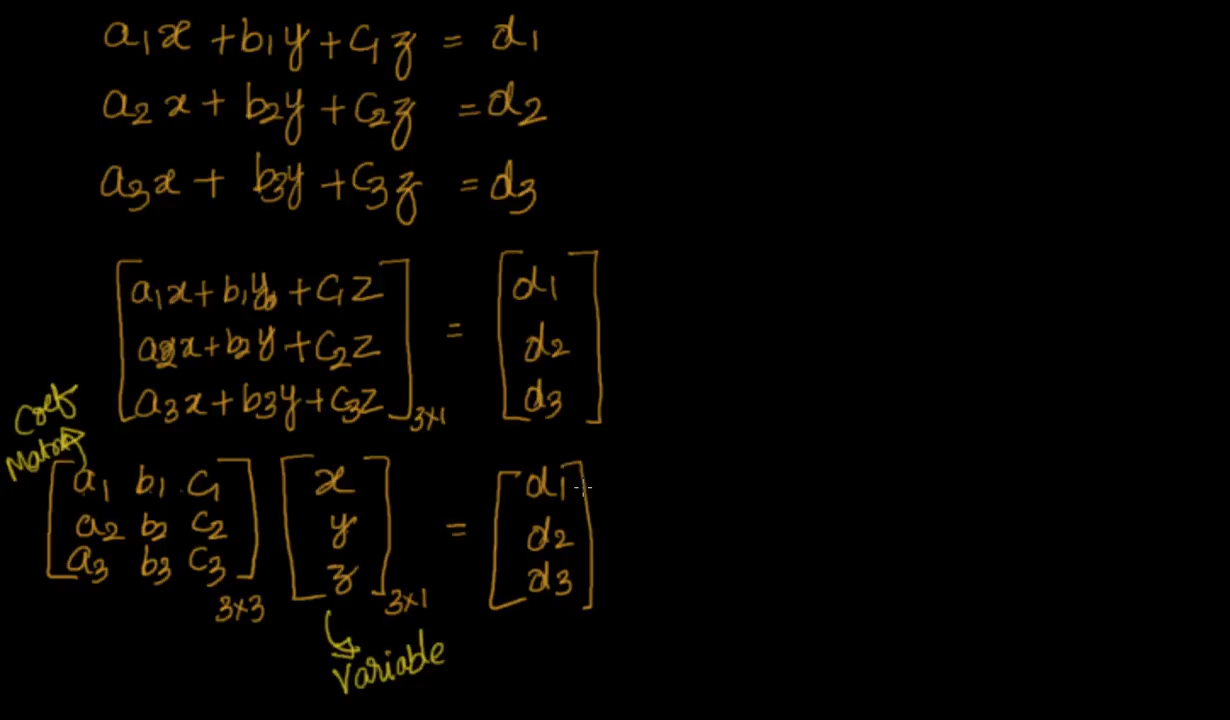 a1x + b1y + c1z = d1
a2x + b2y + c2z = d2
a3x + b3y + c3z = d3
a1x + b1y + c1z d1
a2x + b2y + c2z = d2
a3x + b3y + c3z 3×1 d3
Coef
Matrix
a1 b1 c1 x d1
a2 b2 c2 y = d2
a3 b3 c3 z d3
3×3 3×1
Variable